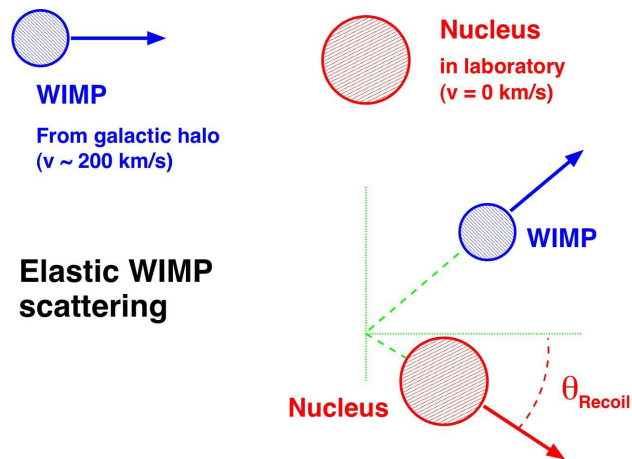 WIMP
From galactic halo
(v ~ 200 km/s)
Nucleus
in laboratory
(v = 0 km/s)
Elastic WIMP
scattering
WIMP
Nucleus
θRecoil